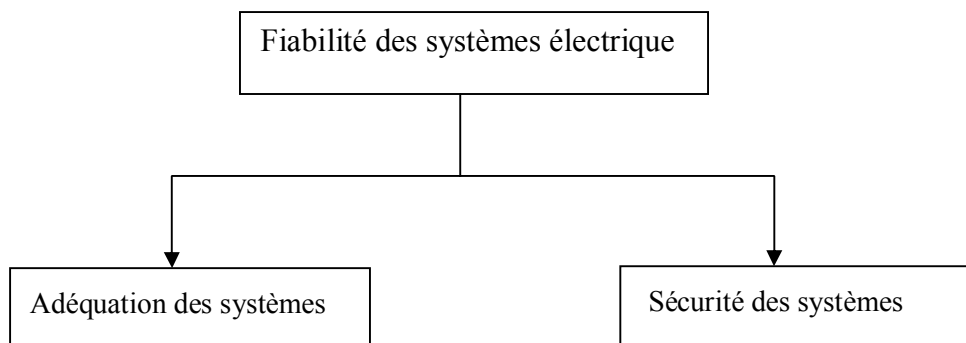 Fiabilité des systèmes électrique
Adéquation des systèmes
Sécurité des systèmes